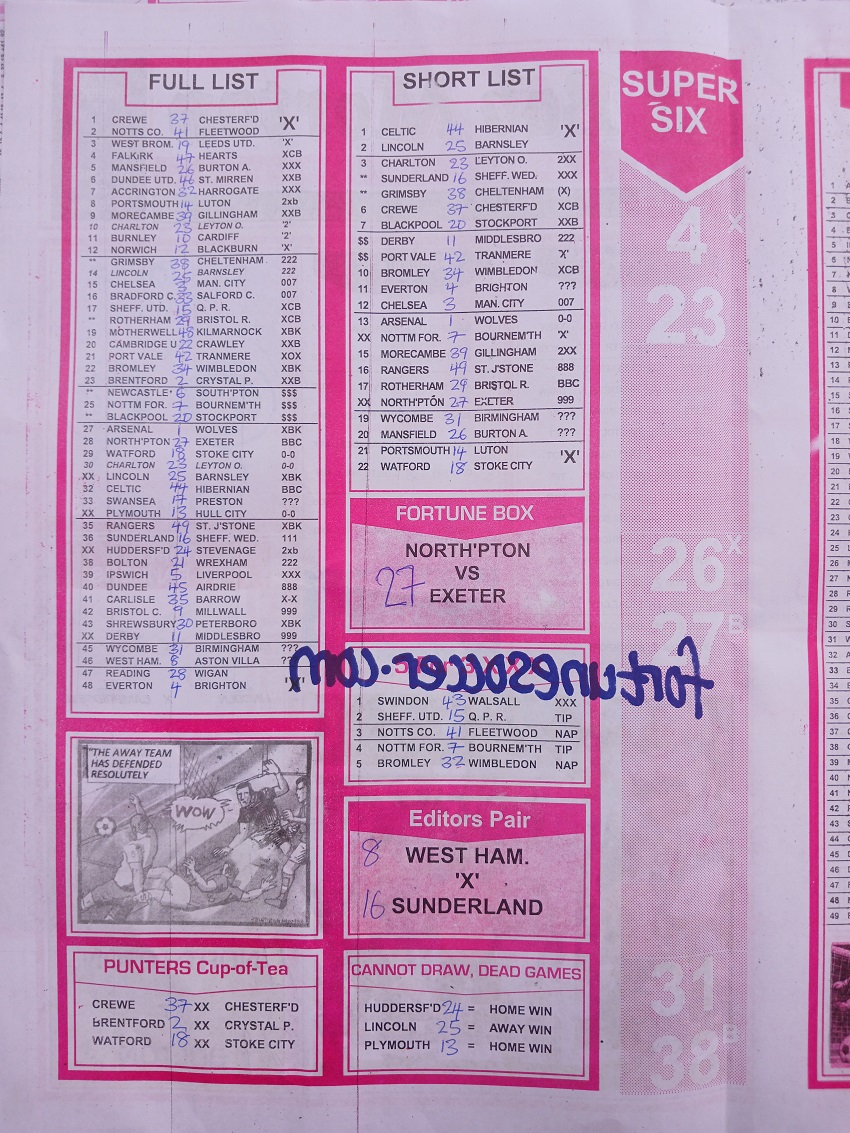 FULL LIST
1 CREWE 37 CHESTERF'D 'X'
2 NOTTS CO. 41 FLEETWOOD
3 WEST BROM. 19 LEEDS UTD. 'X'
4 FALKIRK 47 HEARTS XCB
5 MANSFIELD 26 BURTON A. XXX
6 DUNDEE UTD. 46 ST. MIRREN XXB
7 ACCRINGTON 32 HARROGATE XXX
8 PORTSMOUTH 14 LUTON 2xb
9 MORECAMBE 39 GILLINGHAM XXB
10 CHARLTON 23 LEYTON O. '2'
11 BURNLEY 10 CARDIFF '2'
12 NORWICH 12 BLACKBURN 'X'
** GRIMSBY 38 CHELTENHAM 222
14 LINCOLN 25 BARNSLEY 222
15 CHELSEA 3 MAN. CITY 007
16 BRADFORD C. 33 SALFORD C. 007
17 SHEFF. UTD. 15 Q. P. R. XCB
** ROTHERHAM 29 BRISTOL R. XCB
19 MOTHERWELL 48 KILMARNOCK XBK
20 CAMBRIDGE U 22 CRAWLEY XXB
21 PORT VALE 42 TRANMERE XOX
22 BROMLEY 34 WIMBLEDON XBK
23 BRENTFORD 2 CRYSTAL P. XXB
** NEWCASTLE* 6 SOUTH'PTON $$$
25 NOTTM FOR. 7 BOURNEM'TH $$$
** BLACKPOOL 20 STOCKPORT $$$
27 ARSENAL 1 WOLVES XBK
28 NORTH'PTON 27 EXETER BBC
29 WATFORD 18 STOKE CITY 0-0
30 CHARLTON 23 LEYTON O. 0-0
XX LINCOLN 25 BARNSLEY XBK
32 CELTIC 44 HIBERNIAN BBC
33 SWANSEA 17 PRESTON ???
XX PLYMOUTH 13 HULL CITY 0-0
35 RANGERS 49 ST. J'STONE XBK
36 SUNDERLAND 16 SHEFF. WED. 111
XX HUDDERSF'D 24 STEVENAGE 2xb
38 BOLTON 21 WREXHAM 222
39 IPSWICH 5 LIVERPOOL XXX
40 DUNDEE 45 AIRDRIE 888
41 CARLISLE 35 BARROW X-X
42 BRISTOL C. 9 MILLWALL 999
43 SHREWSBURY 30 PETERBORO XBK
XX DERBY 11 MIDDLESBRO 999
45 WYCOMBE 31 BIRMINGHAM ???
46 WEST HAM. 8 ASTON VILLA ??
47 READING 28 WIGAN
48 EVERTON 4 BRIGHTON 'X'
"THE AWAY TEAM
HAS DEFENDED
RESOLUTELY
WOW
PUNTERS Cup-of-Tea
CREWE 37 XX CHESTERF'D
BRENTFORD 2 XX CRYSTAL P.
WATFORD 18 XX STOKE CITY
SHORT LIST
1 CELTIC 44 HIBERNIAN 'X'
2 LINCOLN 25 BARNSLEY
3 CHARLTON 23 LEYTON O. 2XX
** SUNDERLAND 16 SHEFF. WED. XXX
** GRIMSBY 38 CHELTENHAM (X)
6 CREWE 37 CHESTERF'D XCB
7 BLACKPOOL 20 STOCKPORT XXB
$$ DERBY 11 MIDDLESBRO 222
$$ PORT VALE 42 TRANMERE 'X'
10 BROMLEY 34 WIMBLEDON XCB
11 EVERTON 4 BRIGHTON ???
12 CHELSEA 3 MAN. CITY 007
13 ARSENAL 1 WOLVES 0-0
XX NOTTM FOR. 7 BOURNEM'TH 'X'
15 MORECAMBE 39 GILLINGHAM 2XX
16 RANGERS 49 ST. J'STONE 888
17 ROTHERHAM 29 BRISTOL R. BBC
XX NORTH'PTON 27 EXETER 999
19 WYCOMBE 31 BIRMINGHAM ???
20 MANSFIELD 26 BURTON A. ???
21 PORTSMOUTH 14 LUTON 'X'
22 WATFORD 18 STOKE CITY
FORTUNE BOX
NORTH'PTON
VS
27 EXETER
fortunesoccer.com
1 SWINDON 43 WALSALL XXX
2 SHEFF. UTD. 15 Q. P. R. TIP
3 NOTTS CO. 41 FLEETWOOD NAP
4 NOTTM FOR. 7 BOURNEM'TH TIP
5 BROMLEY 32 WIMBLEDON NAP
Editors Pair
8 WEST HAM.
'X'
16 SUNDERLAND
CANNOT DRAW, DEAD GAMES
HUDDERSF'D 24 = HOME WIN
LINCOLN 25 = AWAY WIN
PLYMOUTH 13 = HOME WIN
SUPER
SIX
4 X
23
26 X
27 B
31
38 B